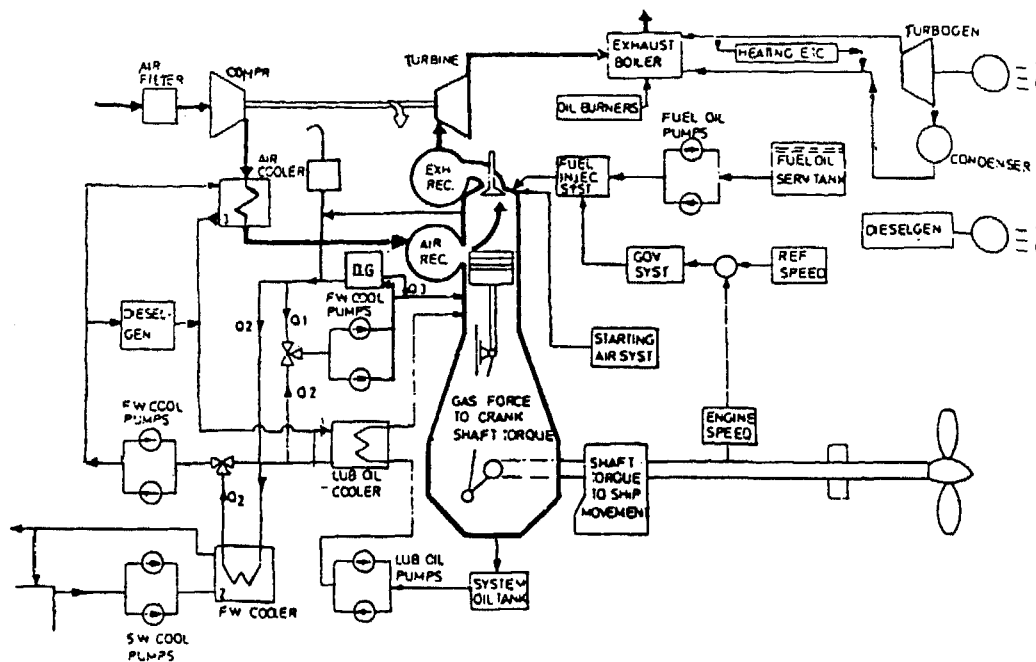 AIR
FILTER
COMPR
TURBINE
EXHAUST
BOILER
HEATING ETC
TURBOGEN
OIL BURNERS
CONDENSER
FUEL OIL
PUMPS
FUEL OIL
SERV TANK
AIR
COOLER
EXH
REC.
FUEL
INJEC
SYST
DIESELGEN
AIR
REC.
GOV
SYST
REF
SPEED
D.G
Q3
FW COOL
PUMPS
DIESEL-
GEN
Q2
Q1
Q2
STARTING
AIR SYST
GAS FORCE
TO CRANK
SHAFT TORQUE
ENGINE
SPEED
FW COOL
PUMPS
LUB OIL
COOLER
SHAFT
TORQUE
TO SHIP
MOVEMENT
Q2
LUB OIL
PUMPS
SYSTEM
OIL TANK
FW COOLER
SW COOL
PUMPS